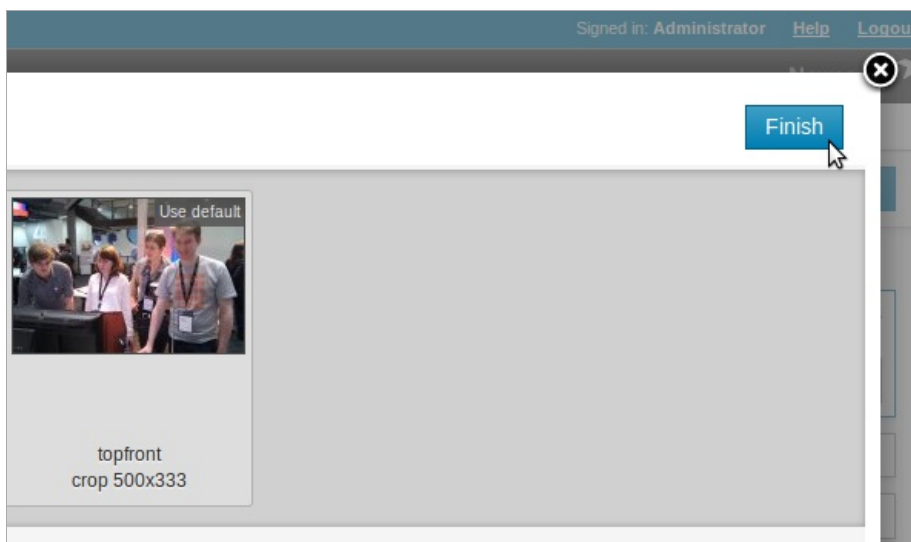 Signed in: Administrator Help Logou
Finish
Use default
topfront
crop 500x333